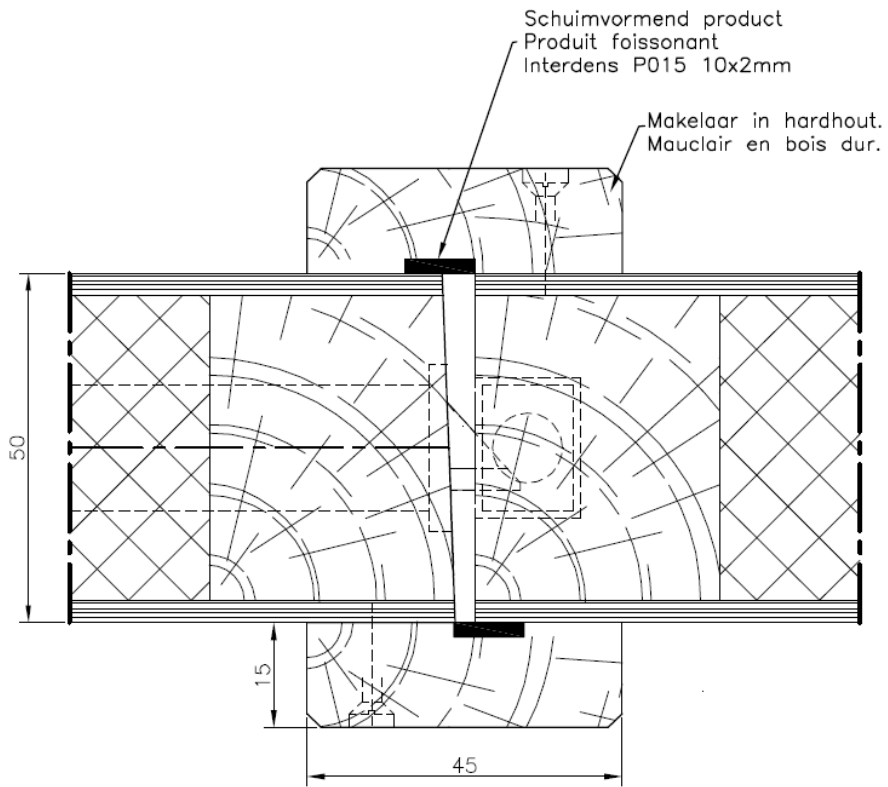 Schuimvormend product
Produit foissonant
Interdens P015 10x2mm
Makelaar in hardhout.
Mauclair en bois dur.
50
15
45